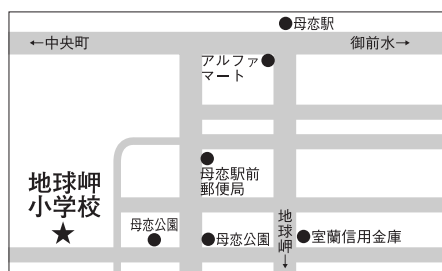 母恋駅
←中央町
御前水→
アルファ
マート
母恋駅前
郵便局
地球岬
小学校
母恋公園
母恋公園
地球岬→
室蘭信用金庫